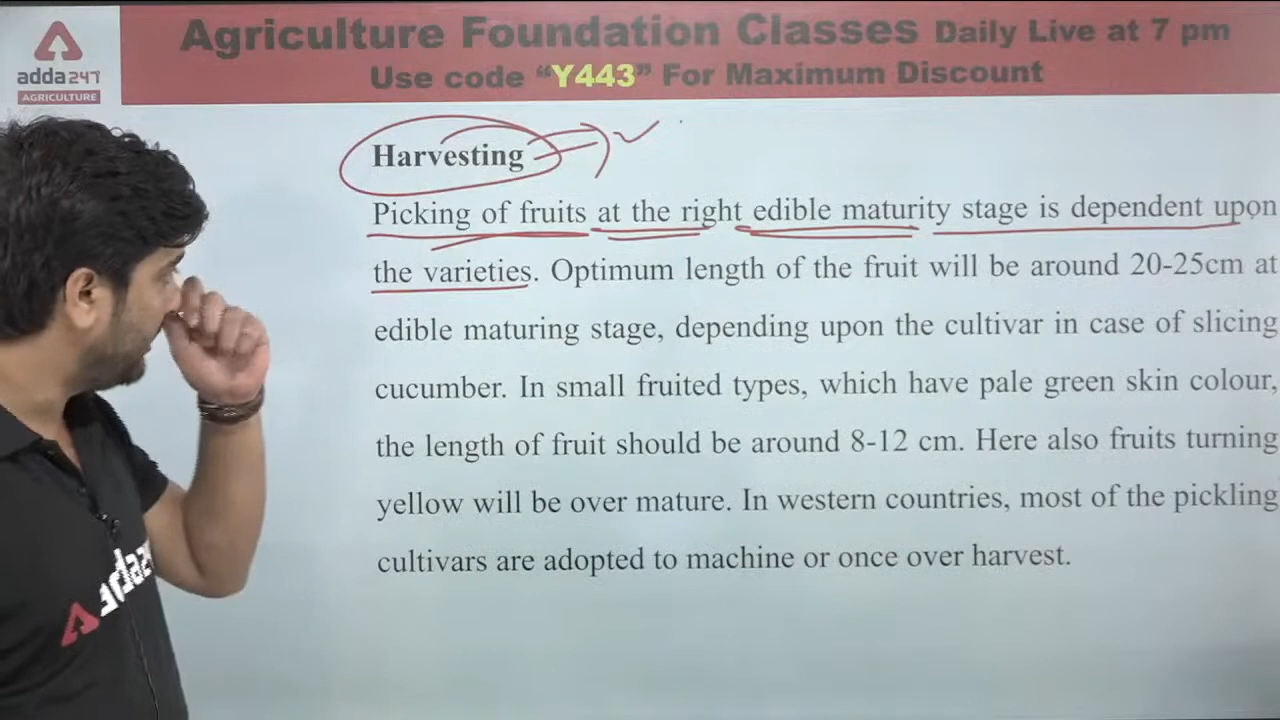 Agriculture Foundation Classes Daily Live at 7 pm
Use code “Y443” For Maximum Discount
adda247
AGRICULTURE
Harvesting
Picking of fruits at the right edible maturity stage is dependent upon
the varieties. Optimum length of the fruit will be around 20-25cm at
edible maturing stage, depending upon the cultivar in case of slicing
cucumber. In small fruited types, which have pale green skin colour,
the length of fruit should be around 8-12 cm. Here also fruits turning
yellow will be over mature. In western countries, most of the pickling
cultivars are adopted to machine or once over harvest.